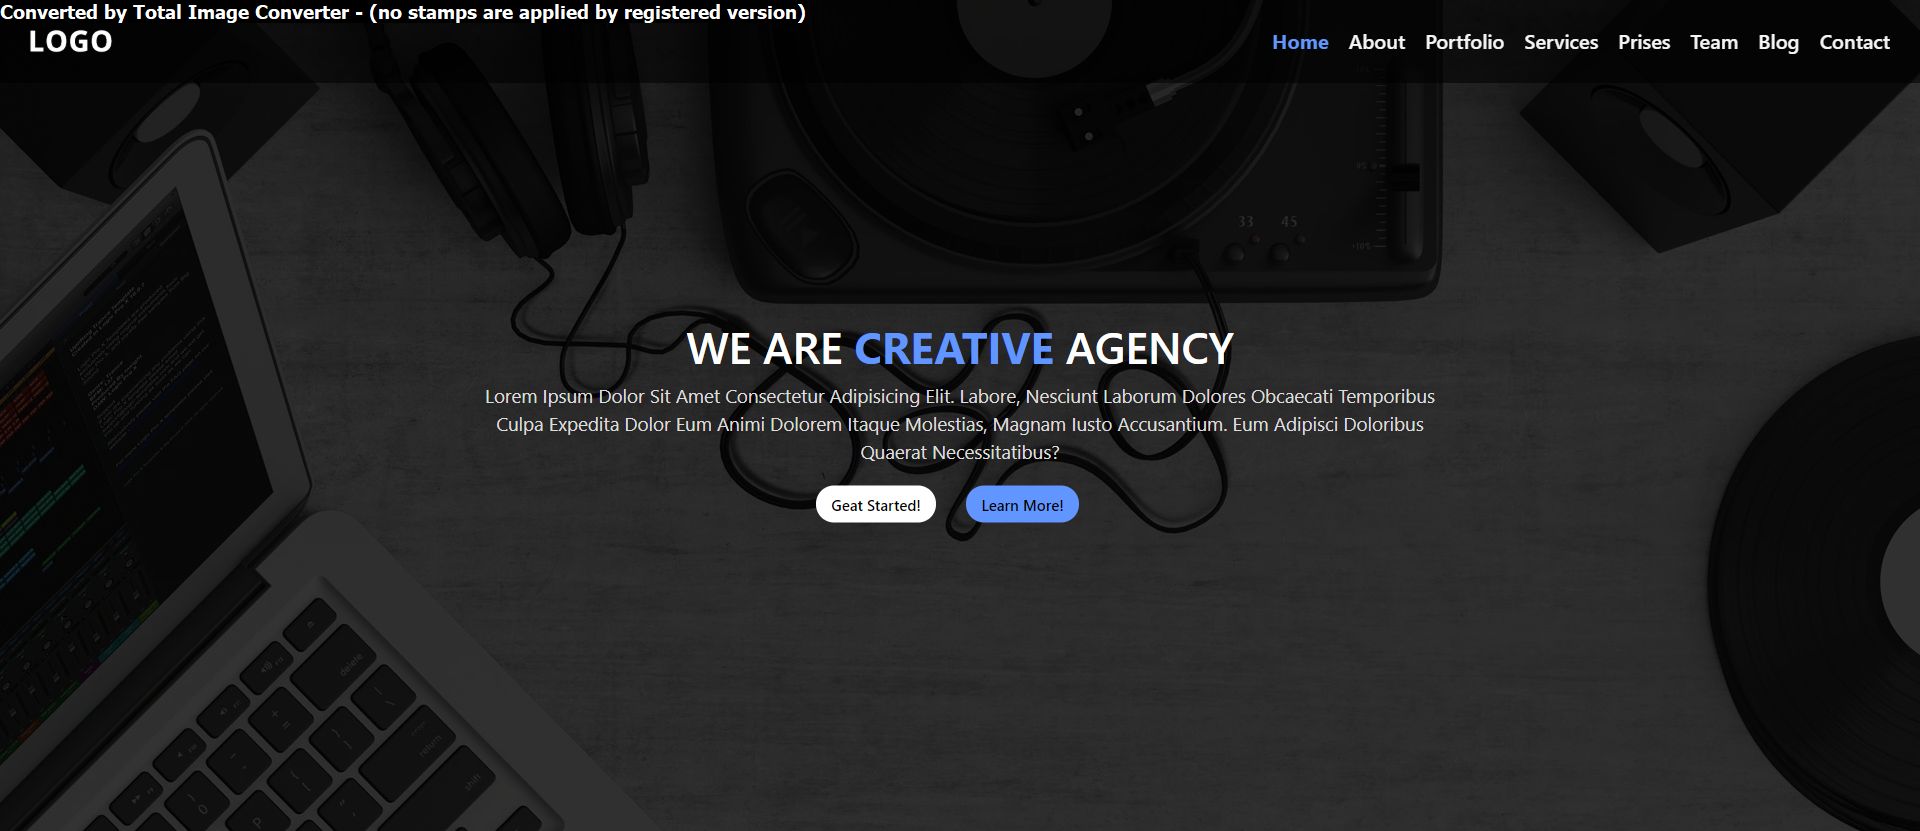 Converted by Total Image Converter - (no stamps are applied by registered version)
LOGO
Home About Portfolio Services Prises Team Blog Contact
33 45
WE ARE CREATIVE AGENCY
Lorem Ipsum Dolor Sit Amet Consectetur Adipisicing Elit. Labore, Nesciunt Laborum Dolores Obcaecati Temporibus
Culpa Expedita Dolor Eum Animi Dolorem Itaque Molestias, Magnam Iusto Accusantium. Eum Adipisci Doloribus
Quaerat Necessitatibus?
Geat Started! Learn More!
delete
return
shift